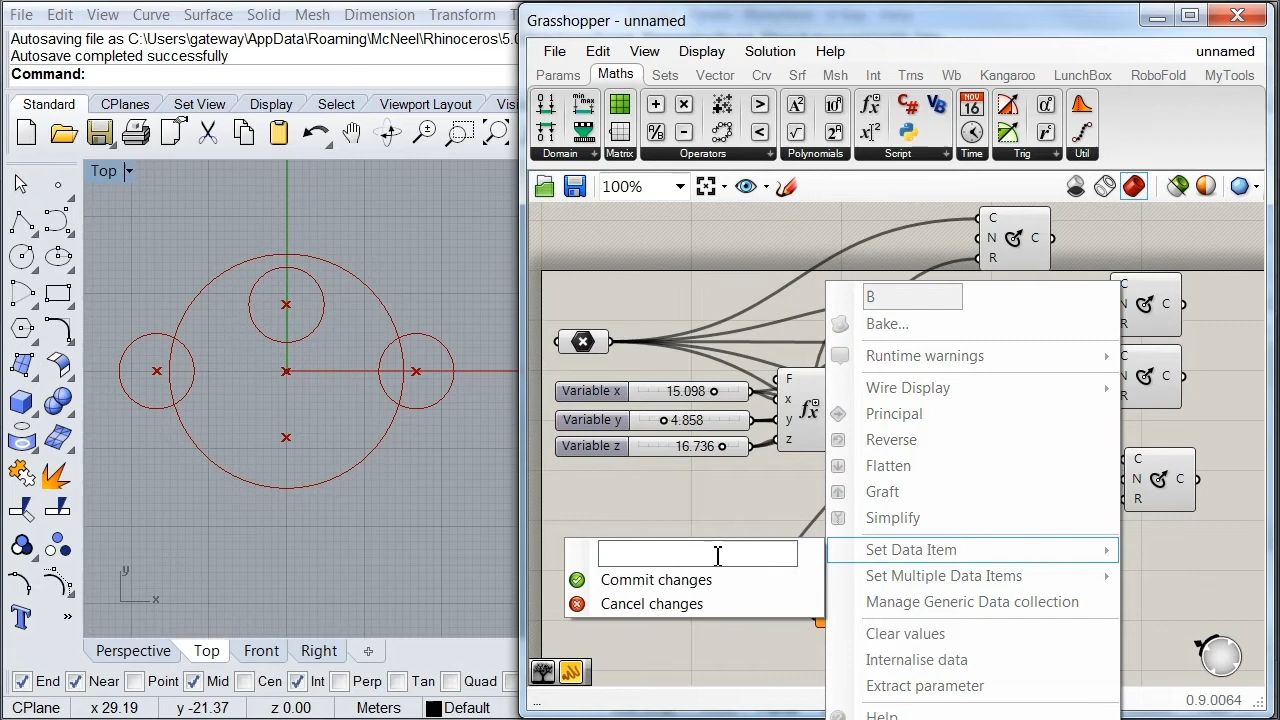 File Edit View Curve Surface Solid Mesh Dimension Transform T
Autosaving file as C:\Users\gateway\AppData\Roaming\McNeel\Rhinoceros\5.0
Autosave completed successfully
Command:
Standard CPlanes Set View Display Select Viewport Layout Vis
Top
y
x
Perspective Top Front Right
End Near Point Mid Cen Int Perp Tan Quad
CPlane x 29.19 y -21.37 z 0.00 Meters Default
Grasshopper - unnamed
File Edit View Display Solution Help unnamed
Params Maths Sets Vector Crv Srf Msh Int Trns Wb Kangaroo LunchBox RoboFold MyTools
Domain Matrix Operators Polynomials Script Time Trig Util
100%
C
N C
R
Variable x 15.098
Variable y 4.858
Variable z 16.736
F
x
y
z
fx
C
N C
R
C
N C
R
C
N C
R
B
Bake...
Runtime warnings
Wire Display
Principal
Reverse
Flatten
Graft
Simplify
Set Data Item
Set Multiple Data Items
Manage Generic Data collection
Clear values
Internalise data
Extract parameter
Help
Commit changes
Cancel changes
... 0.9.0064